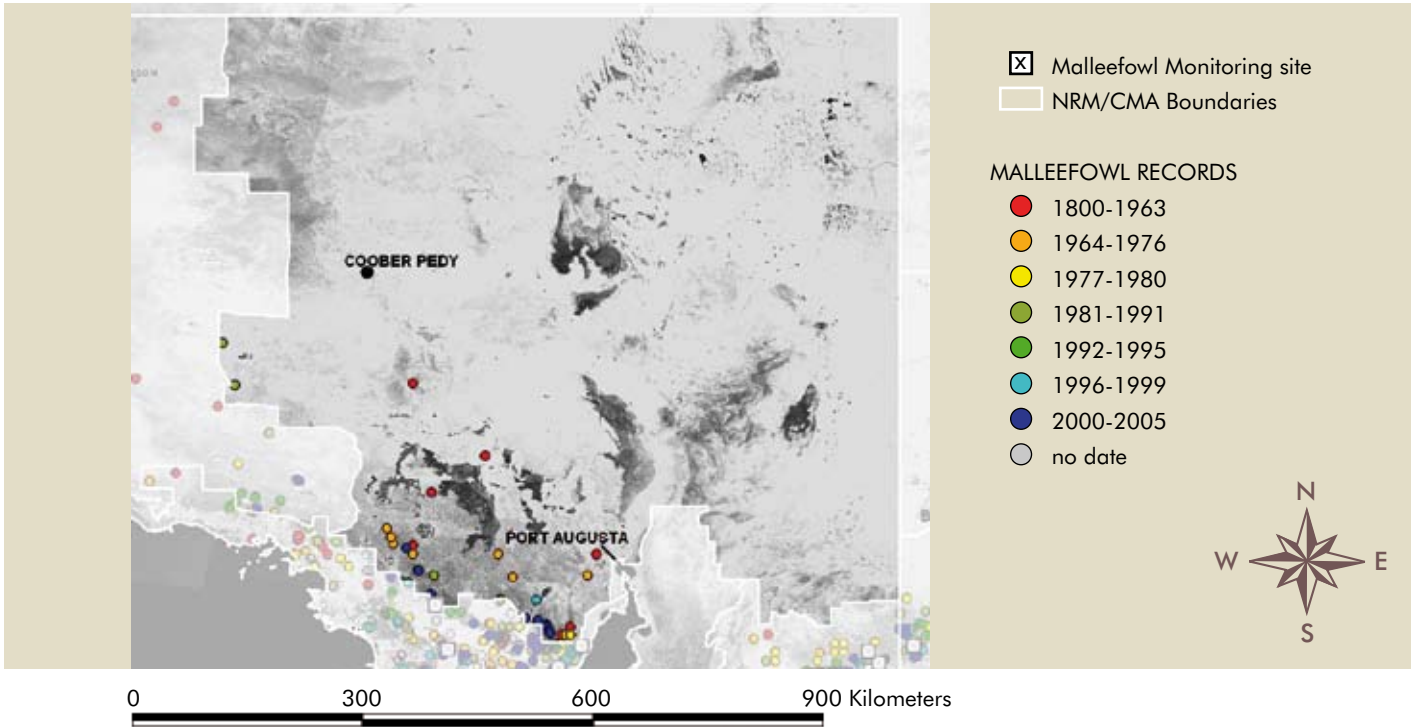 COOBER PEDY
PORT AUGUSTA
X Malleefowl Monitoring site
NRM/CMA Boundaries
MALLEEFOWL RECORDS
1800-1963
1964-1976
1977-1980
1981-1991
1992-1995
1996-1999
2000-2005
no date
N
W E
S
0 300 600 900 Kilometers